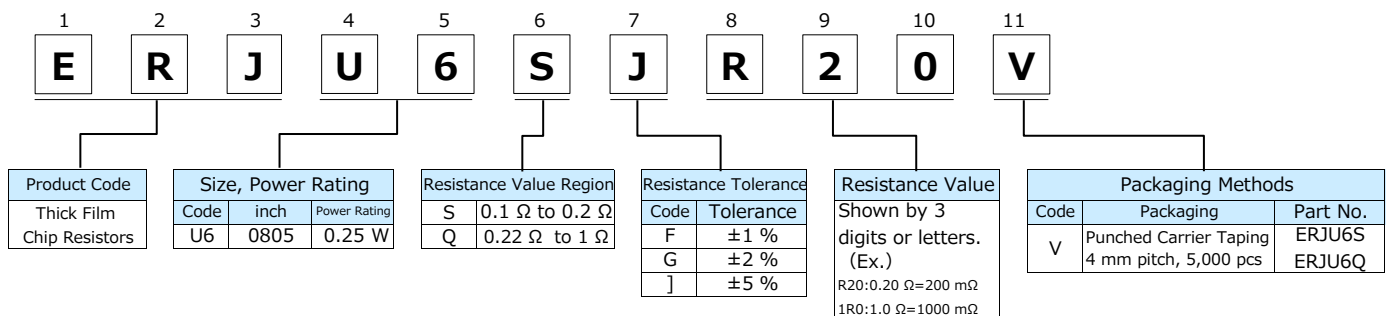 1 2 3 4 5 6 7 8 9 10 11
E R J U 6 S J R 2 0 V
Product Code
Thick Film
Chip Resistors
Size, Power Rating
Code inch Power Rating
U6 0805 0.25 W
Resistance Value Region
S 0.1 Ω to 0.2 Ω
Q 0.22 Ω to 1 Ω
Resistance Tolerance
Code Tolerance
F ±1 %
G ±2 %
] ±5 %
Resistance Value
Shown by 3
digits or letters.
(Ex.)
R20:0.20 Ω=200 mΩ
1R0:1.0 Ω=1000 mΩ
Packaging Methods
Code Packaging Part No.
V Punched Carrier Taping ERJU6S
4 mm pitch, 5,000 pcs ERJU6Q